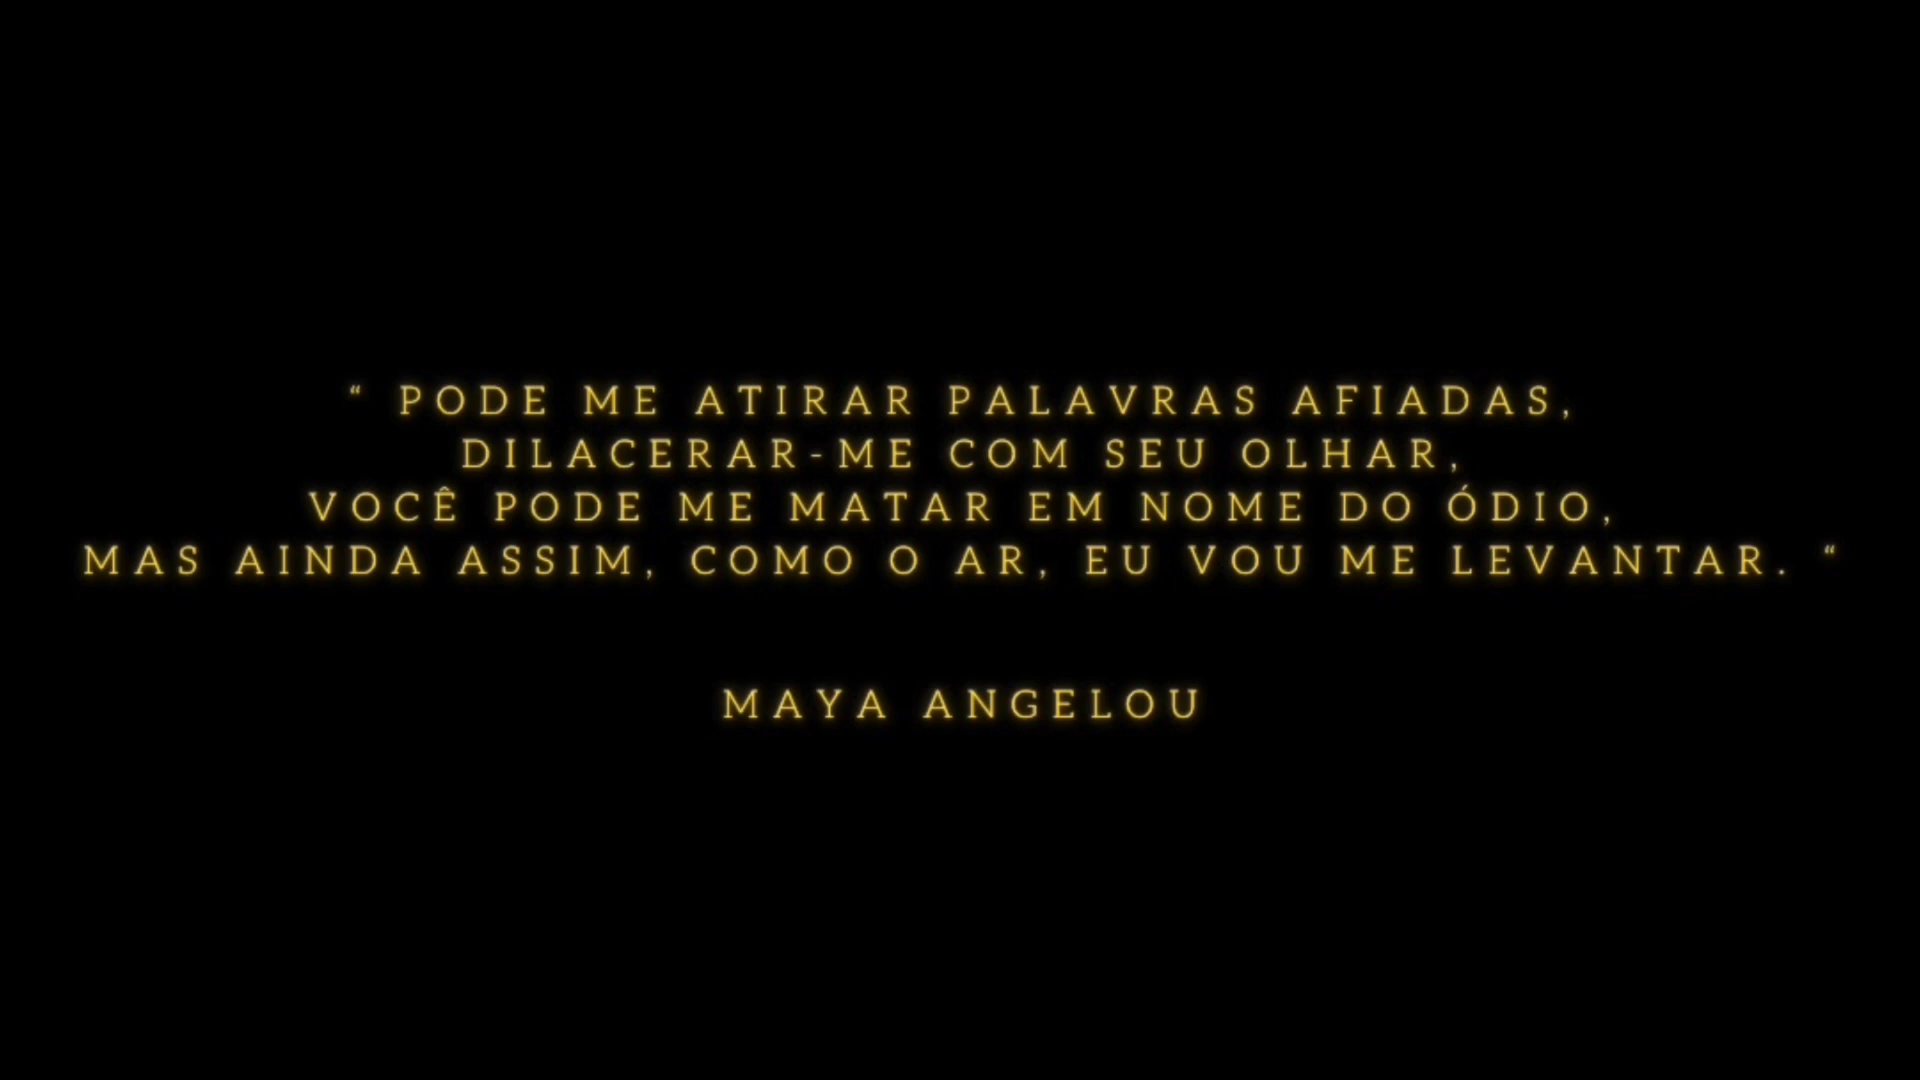 “ PODE ME ATIRAR PALAVRAS AFIADAS,
DILACERAR-ME COM SEU OLHAR,
VOCÊ PODE ME MATAR EM NOME DO ÓDIO,
MAS AINDA ASSIM, COMO O AR, EU VOU ME LEVANTAR. “
MAYA ANGELOU